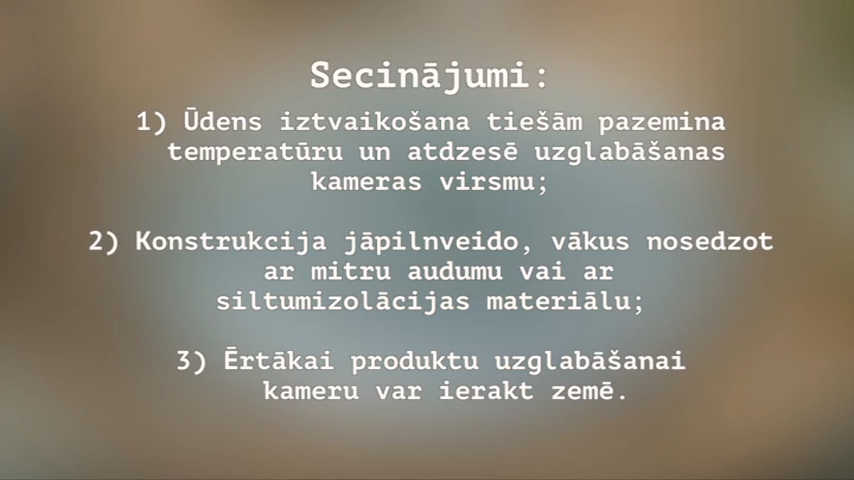 Secinājumi:
1) Ūdens iztvaikošana tiešām pazemina
temperatūru un atdzesē uzglabāšanas
kameras virsmu;
2) Konstrukcija jāpilnveido, vākus nosedzot
ar mitru audumu vai ar
siltumizolācijas materiālu;
3) Ērtākai produktu uzglabāšanai
kameru var ierakt zemē.